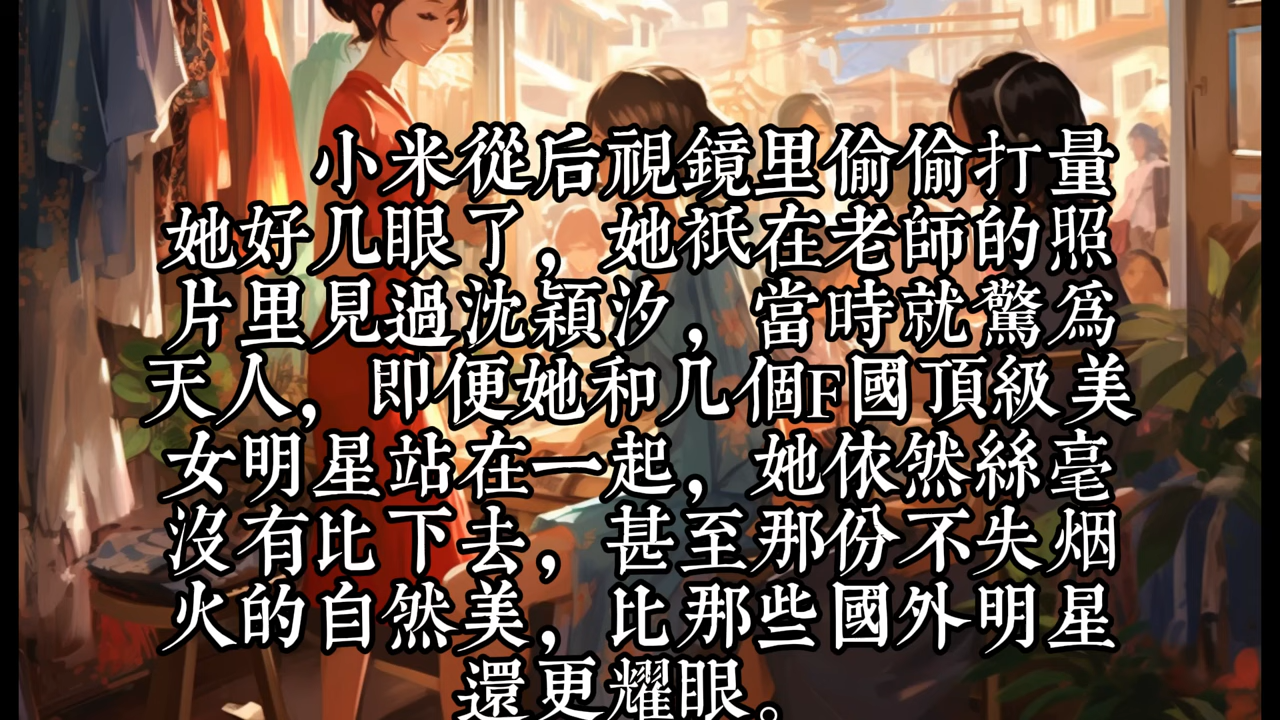 小米從后視鏡里偷偷打量
她好几眼了，她衹在老師的照
片里見過沈穎汐，當時就驚爲
天人，即便她和几個F國頂級美
女明星站在一起，她依然絲毫
沒有比下去，甚至那份不失烟
火的自然美，比那些國外明星
還更耀眼。